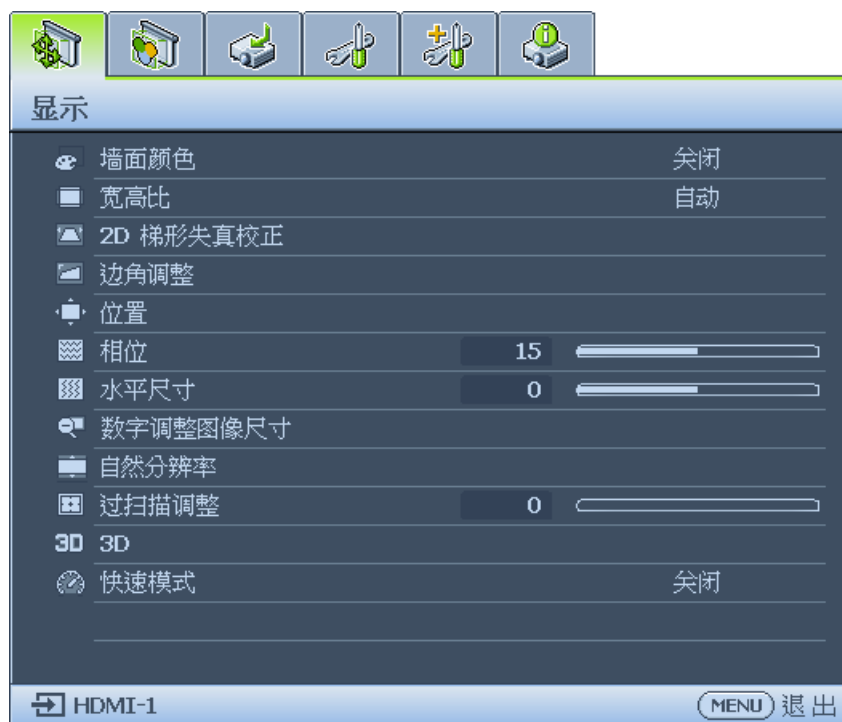 显示
墙面颜色 关闭
宽高比 自动
2D 梯形失真校正
边角调整
位置
相位 15
水平尺寸 0
数字调整图像尺寸
自然分辨率
过扫描调整 0
3D 3D
快速模式 关闭
HDMI-1 MENU 退出